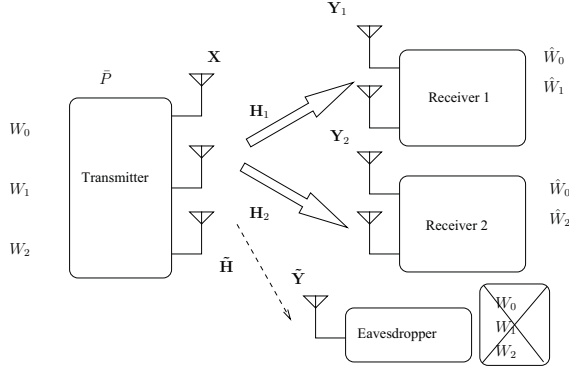 Y₁
X
P̄
Ŵ₀
Ŵ₁
Receiver 1
H₁
W₀
Y₂
Transmitter
W₁
Ŵ₀
Ŵ₂
Receiver 2
H₂
W₂
H̃
Ỹ
Eavesdropper
W₀
W₁
W₂